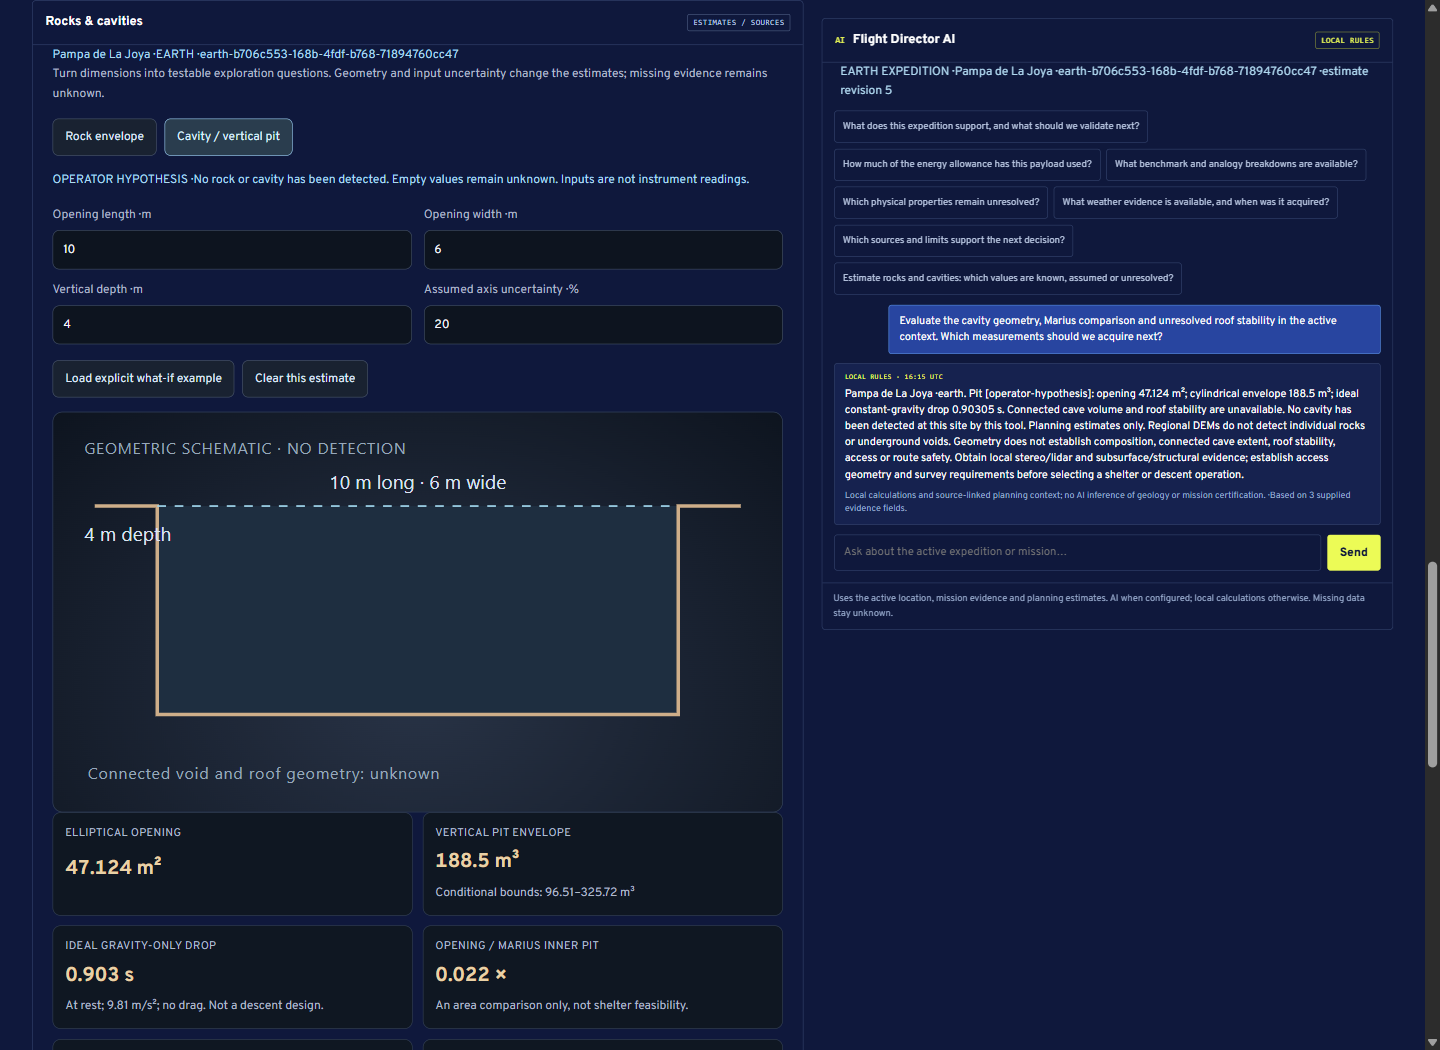 Rocks & cavities
ESTIMATES / SOURCES
Pampa de La Joya ·EARTH ·earth-b706c553-168b-4fdf-b768-71894760cc47
Turn dimensions into testable exploration questions. Geometry and input uncertainty change the estimates; missing evidence remains
unknown.
Rock envelope
Cavity / vertical pit
OPERATOR HYPOTHESIS ·No rock or cavity has been detected. Empty values remain unknown. Inputs are not instrument readings.
Opening length ·m
Opening width ·m
10
6
Vertical depth ·m
Assumed axis uncertainty ·%
4
20
Load explicit what-if example
Clear this estimate
GEOMETRIC SCHEMATIC · NO DETECTION
10 m long · 6 m wide
4 m depth
Connected void and roof geometry: unknown
ELLIPTICAL OPENING
47.124 m²
VERTICAL PIT ENVELOPE
188.5 m³
Conditional bounds: 96.51–325.72 m³
IDEAL GRAVITY-ONLY DROP
0.903 s
At rest; 9.81 m/s²; no drag. Not a descent design.
OPENING / MARIUS INNER PIT
0.022 ×
An area comparison only, not shelter feasibility.
AI Flight Director AI
LOCAL RULES
EARTH EXPEDITION ·Pampa de La Joya ·earth-b706c553-168b-4fdf-b768-71894760cc47 ·estimate
revision 5
What does this expedition support, and what should we validate next?
How much of the energy allowance has this payload used?
What benchmark and analogy breakdowns are available?
Which physical properties remain unresolved?
What weather evidence is available, and when was it acquired?
Which sources and limits support the next decision?
Estimate rocks and cavities: which values are known, assumed or unresolved?
Evaluate the cavity geometry, Marius comparison and unresolved roof stability in the active
context. Which measurements should we acquire next?
LOCAL RULES · 16:15 UTC
Pampa de La Joya ·earth. Pit [operator-hypothesis]: opening 47.124 m²; cylindrical envelope 188.5 m³; ideal
constant-gravity drop 0.90305 s. Connected cave volume and roof stability are unavailable. No cavity has
been detected at this site by this tool. Planning estimates only. Regional DEMs do not detect individual rocks
or underground voids. Geometry does not establish composition, connected cave extent, roof stability,
access or route safety. Obtain local stereo/lidar and subsurface/structural evidence; establish access
geometry and survey requirements before selecting a shelter or descent operation.
Local calculations and source-linked planning context; no AI inference of geology or mission certification. ·Based on 3 supplied
evidence fields.
Ask about the active expedition or mission...
Send
Uses the active location, mission evidence and planning estimates. AI when configured; local calculations otherwise. Missing data
stay unknown.